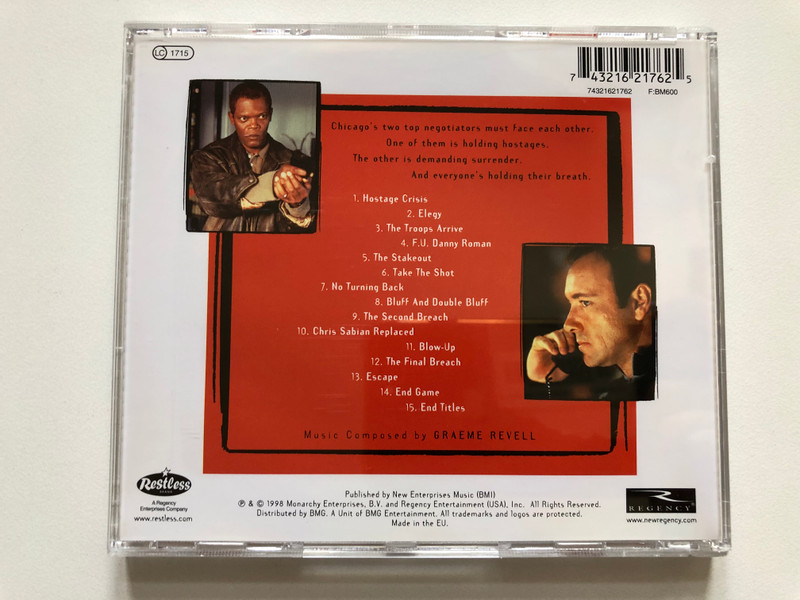 LC 1715
7 43216 21762 5
74321621762 F:BM600
Chicago's two top negotiators must face each other.
One of them is holding hostages.
The other is demanding surrender.
And everyone's holding their breath.
1. Hostage Crisis
2. Elegy
3. The Troops Arrive
4. F.U. Danny Roman
5. The Stakeout
6. Take The Shot
7. No Turning Back
8. Bluff And Double Bluff
9. The Second Breach
10. Chris Sabian Replaced
11. Blow-Up
12. The Final Breach
13. Escape
14. End Game
15. End Titles
Music Composed by GRAEME REVELL
Restless
A Regency
Enterprises Company
www.restless.com
Published by New Enterprises Music (BMI)
℗ & © 1998 Monarchy Enterprises, B.V. and Regency Entertainment (USA), Inc. All Rights Reserved.
Distributed by BMG. A Unit of BMG Entertainment. All trademarks and logos are protected.
Made in the EU.
R
REGENCY
www.newregency.com